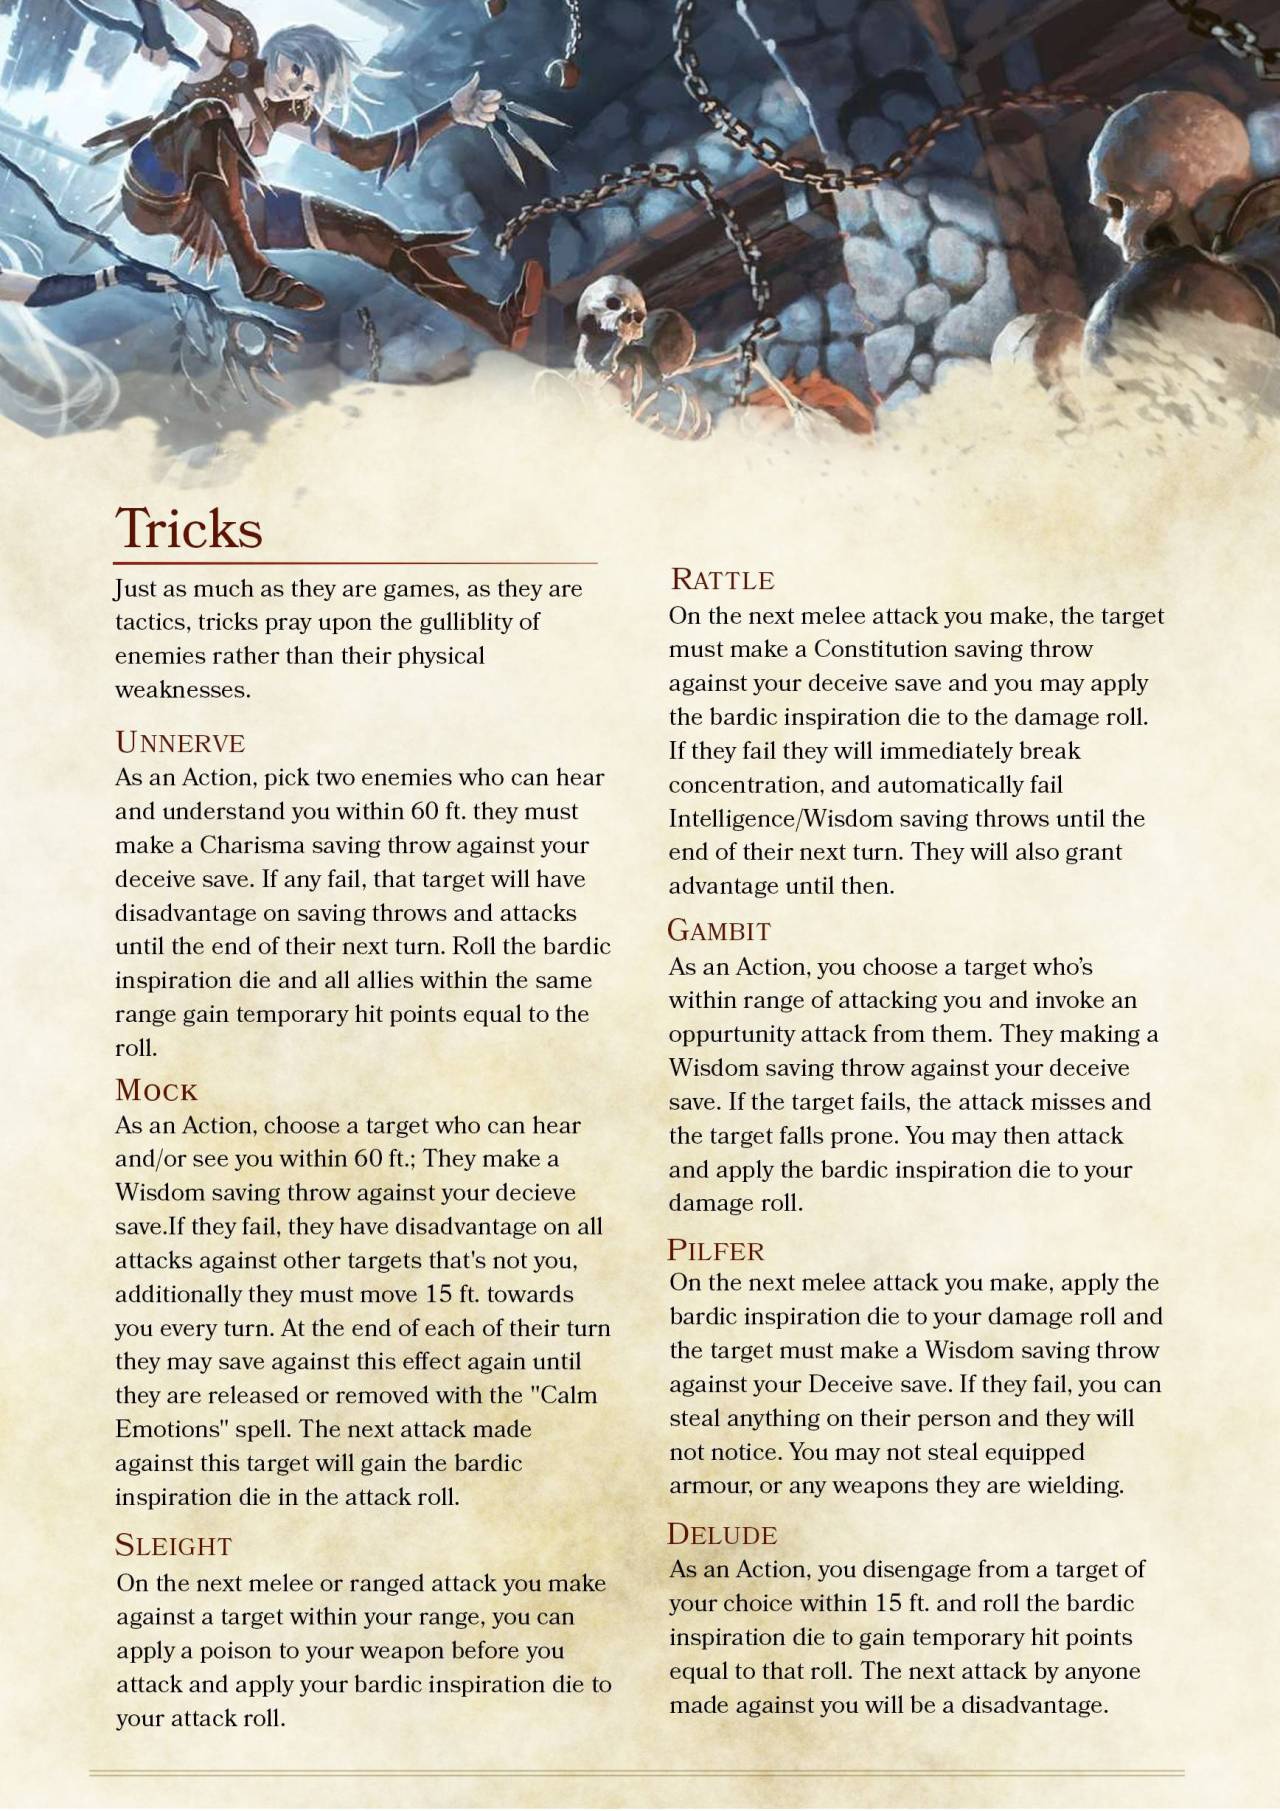 Tricks
Just as much as they are games, as they are
tactics, tricks pray upon the gulliblity of
enemies rather than their physical
weaknesses.
UNNERVE
As an Action, pick two enemies who can hear
and understand you within 60 ft. they must
make a Charisma saving throw against your
deceive save. If any fail, that target will have
disadvantage on saving throws and attacks
until the end of their next turn. Roll the bardic
inspiration die and all allies within the same
range gain temporary hit points equal to the
roll.
MOCK
As an Action, choose a target who can hear
and/or see you within 60 ft.; They make a
Wisdom saving throw against your decieve
save.If they fail, they have disadvantage on all
attacks against other targets that's not you,
additionally they must move 15 ft. towards
you every turn. At the end of each of their turn
they may save against this effect again until
they are released or removed with the "Calm
Emotions" spell. The next attack made
against this target will gain the bardic
inspiration die in the attack roll.
SLEIGHT
On the next melee or ranged attack you make
against a target within your range, you can
apply a poison to your weapon before you
attack and apply your bardic inspiration die to
your attack roll.
RATTLE
On the next melee attack you make, the target
must make a Constitution saving throw
against your deceive save and you may apply
the bardic inspiration die to the damage roll.
If they fail they will immediately break
concentration, and automatically fail
Intelligence/Wisdom saving throws until the
end of their next turn. They will also grant
advantage until then.
GAMBIT
As an Action, you choose a target who’s
within range of attacking you and invoke an
oppurtunity attack from them. They making a
Wisdom saving throw against your deceive
save. If the target fails, the attack misses and
the target falls prone. You may then attack
and apply the bardic inspiration die to your
damage roll.
PILFER
On the next melee attack you make, apply the
bardic inspiration die to your damage roll and
the target must make a Wisdom saving throw
against your Deceive save. If they fail, you can
steal anything on their person and they will
not notice. You may not steal equipped
armour, or any weapons they are wielding.
DELUDE
As an Action, you disengage from a target of
your choice within 15 ft. and roll the bardic
inspiration die to gain temporary hit points
equal to that roll. The next attack by anyone
made against you will be a disadvantage.